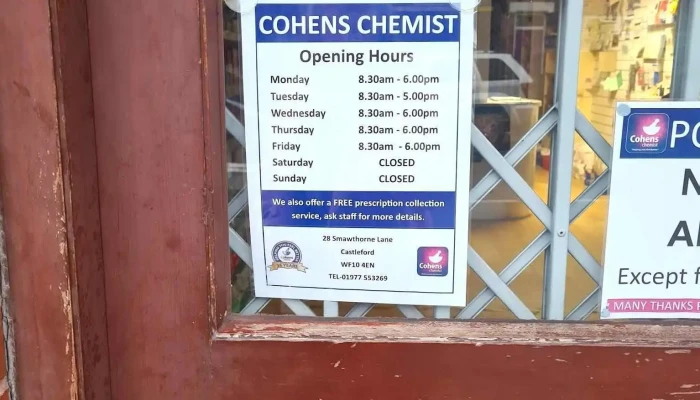 COHENS CHEMIST
Opening Hours
Monday 8.30am - 6.00pm
Tuesday 8.30am - 5.00pm
Wednesday 8.30am - 6.00pm
Thursday 8.30am - 6.00pm
Friday 8.30am - 6.00pm
Saturday CLOSED
Sunday CLOSED
We also offer a FREE prescription collection
service, ask staff for more details.
28 Smawthorne Lane
Castleford
WF10 4EN
TEL-01977 553269
Cohens
chemist
Cohens
chemist
Except f
MANY THANKS